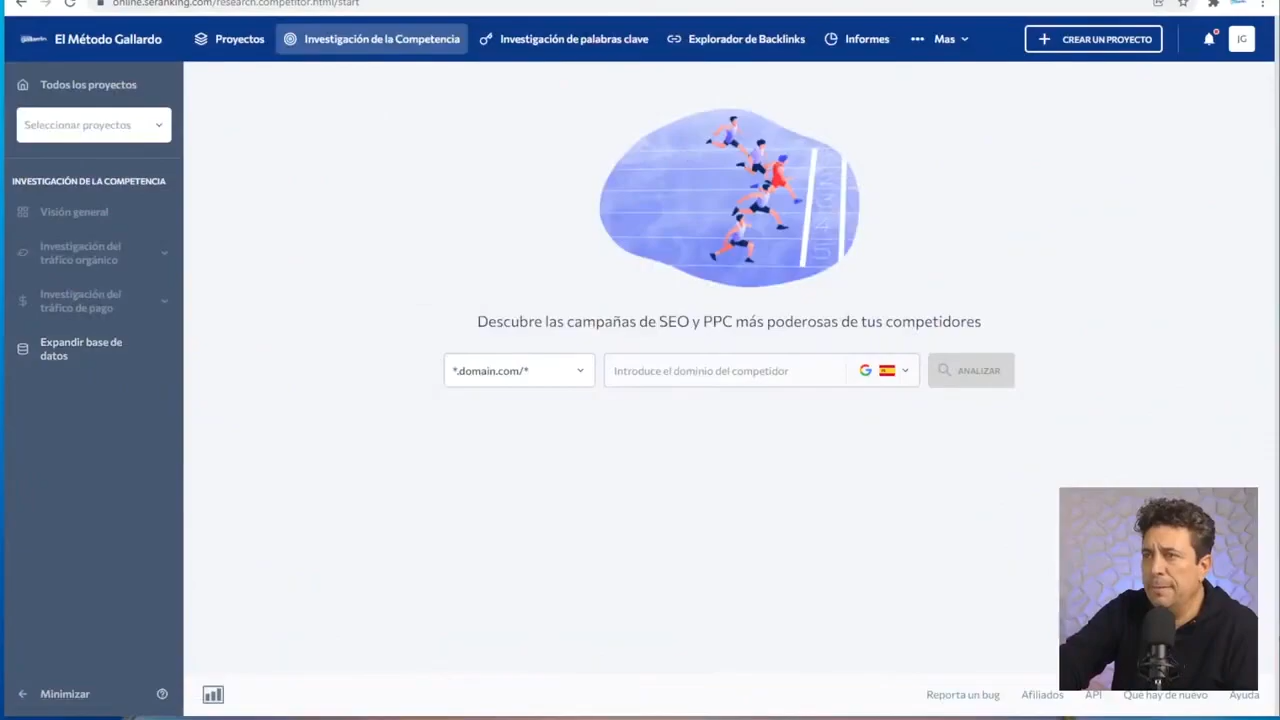 online.seranking.com/research.competitor.html/start
El Método Gallardo
Proyectos
Investigación de la Competencia
Investigación de palabras clave
Explorador de Backlinks
Informes
Mas
CREAR UN PROYECTO
IG
Todos los proyectos
Seleccionar proyectos
INVESTIGACIÓN DE LA COMPETENCIA
Visión general
Investigación del
tráfico orgánico
Investigación del
tráfico de pago
Expandir base de
datos
Descubre las campañas de SEO y PPC más poderosas de tus competidores
*.domain.com/*
Introduce el dominio del competidor
ANALIZAR
Minimizar
Reporta un bug
Afiliados
API
Qué hay de nuevo
Ayuda